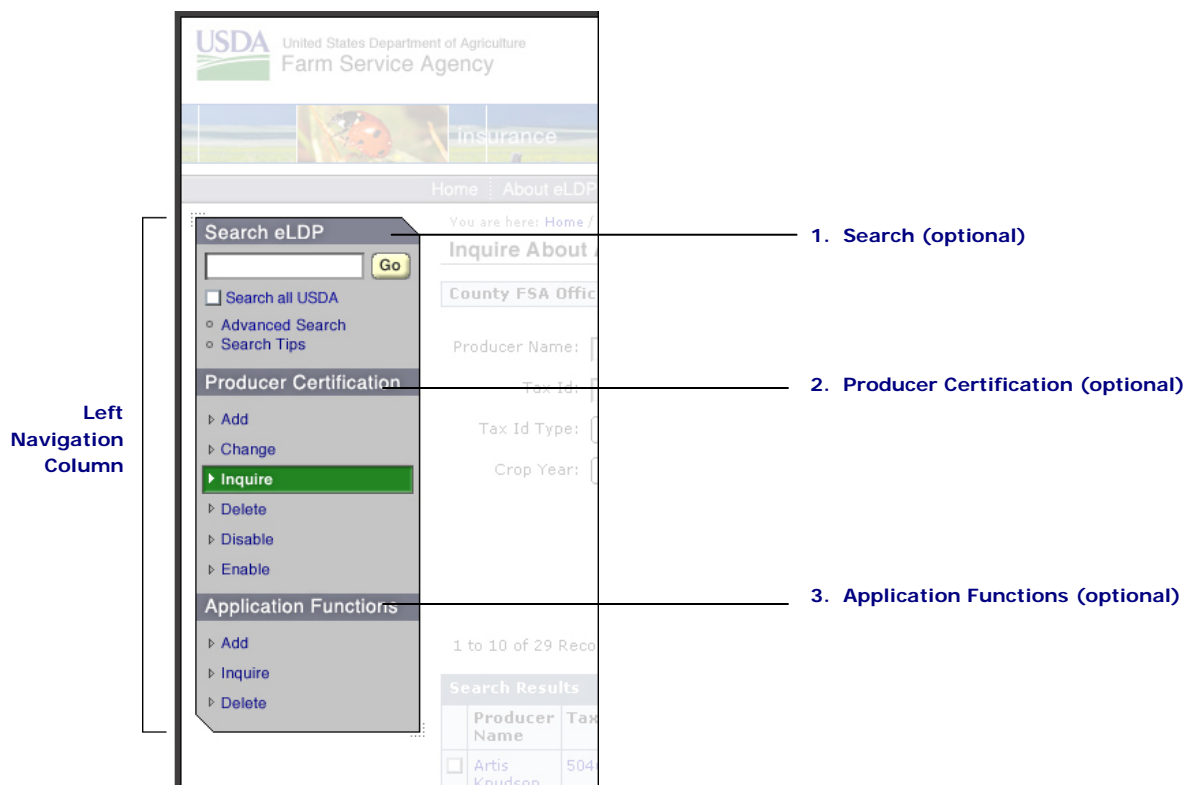 USDA
United States Department of Agriculture
Farm Service Agency
Insurance
Home About eLDP
Search eLDP
Go
Search all USDA
Advanced Search
Search Tips
Producer Certification
Add
Change
Inquire
Delete
Disable
Enable
Application Functions
Add
Inquire
Delete
You are here: Home /
Inquire About
County FSA Offic
Producer Name:
Tax Id:
Tax Id Type:
Crop Year:
1 to 10 of 29 Reco
Search Results
Producer Name
Tax
Artis Knudson
504
Left
Navigation
Column
1. Search (optional)
2. Producer Certification (optional)
3. Application Functions (optional)